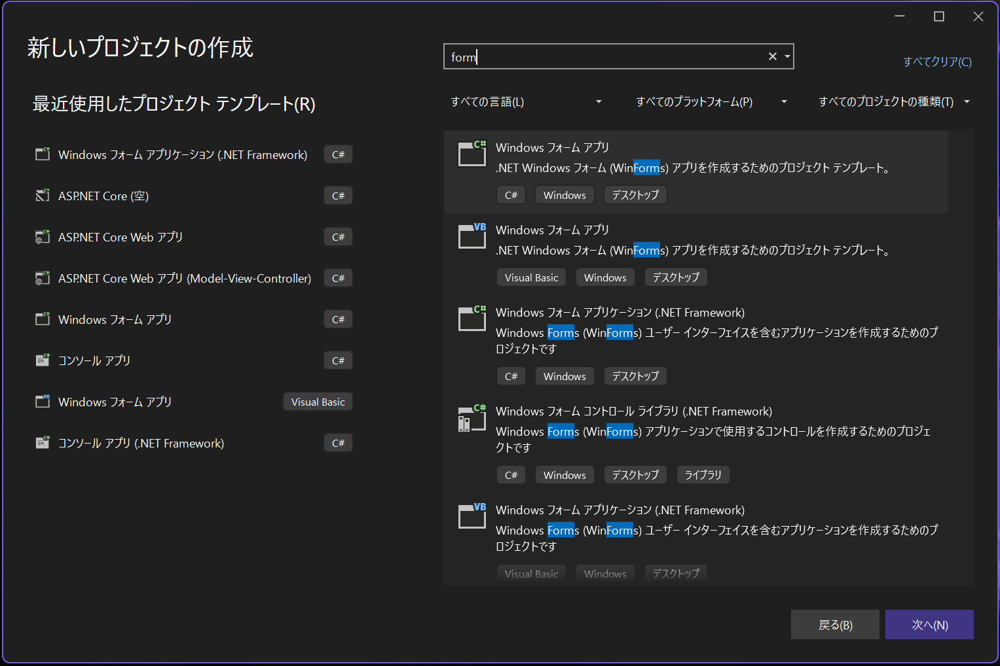 新しいプロジェクトの作成
form
すべてクリア(C)
最近使用したプロジェクト テンプレート(R)
すべての言語(L)
すべてのプラットフォーム(P)
すべてのプロジェクトの種類(T)
Windows フォーム アプリケーション (.NET Framework) C#
ASP.NET Core (空) C#
ASP.NET Core Web アプリ C#
ASP.NET Core Web アプリ (Model-View-Controller) C#
Windows フォーム アプリ C#
コンソール アプリ C#
Windows フォーム アプリ Visual Basic
コンソール アプリ (.NET Framework) C#
C#
Windows フォーム アプリ
.NET Windows フォーム (WinForms) アプリを作成するためのプロジェクト テンプレート。
C# Windows デスクトップ
VB
Windows フォーム アプリ
.NET Windows フォーム (WinForms) アプリを作成するためのプロジェクト テンプレート。
Visual Basic Windows デスクトップ
C#
Windows フォーム アプリケーション (.NET Framework)
Windows Forms (WinForms) ユーザー インターフェイスを含むアプリケーションを作成するためのプ
ロジェクトです
C# Windows デスクトップ
C#
Windows フォーム コントロール ライブラリ (.NET Framework)
Windows Forms (WinForms) アプリケーションで使用するコントロールを作成するためのプロジェ
クトです
C# Windows デスクトップ ライブラリ
VB
Windows フォーム アプリケーション (.NET Framework)
Windows Forms (WinForms) ユーザー インターフェイスを含むアプリケーションを作成するためのプ
ロジェクトです
Visual Basic Windows デスクトップ
戻る(B)
次へ(N)